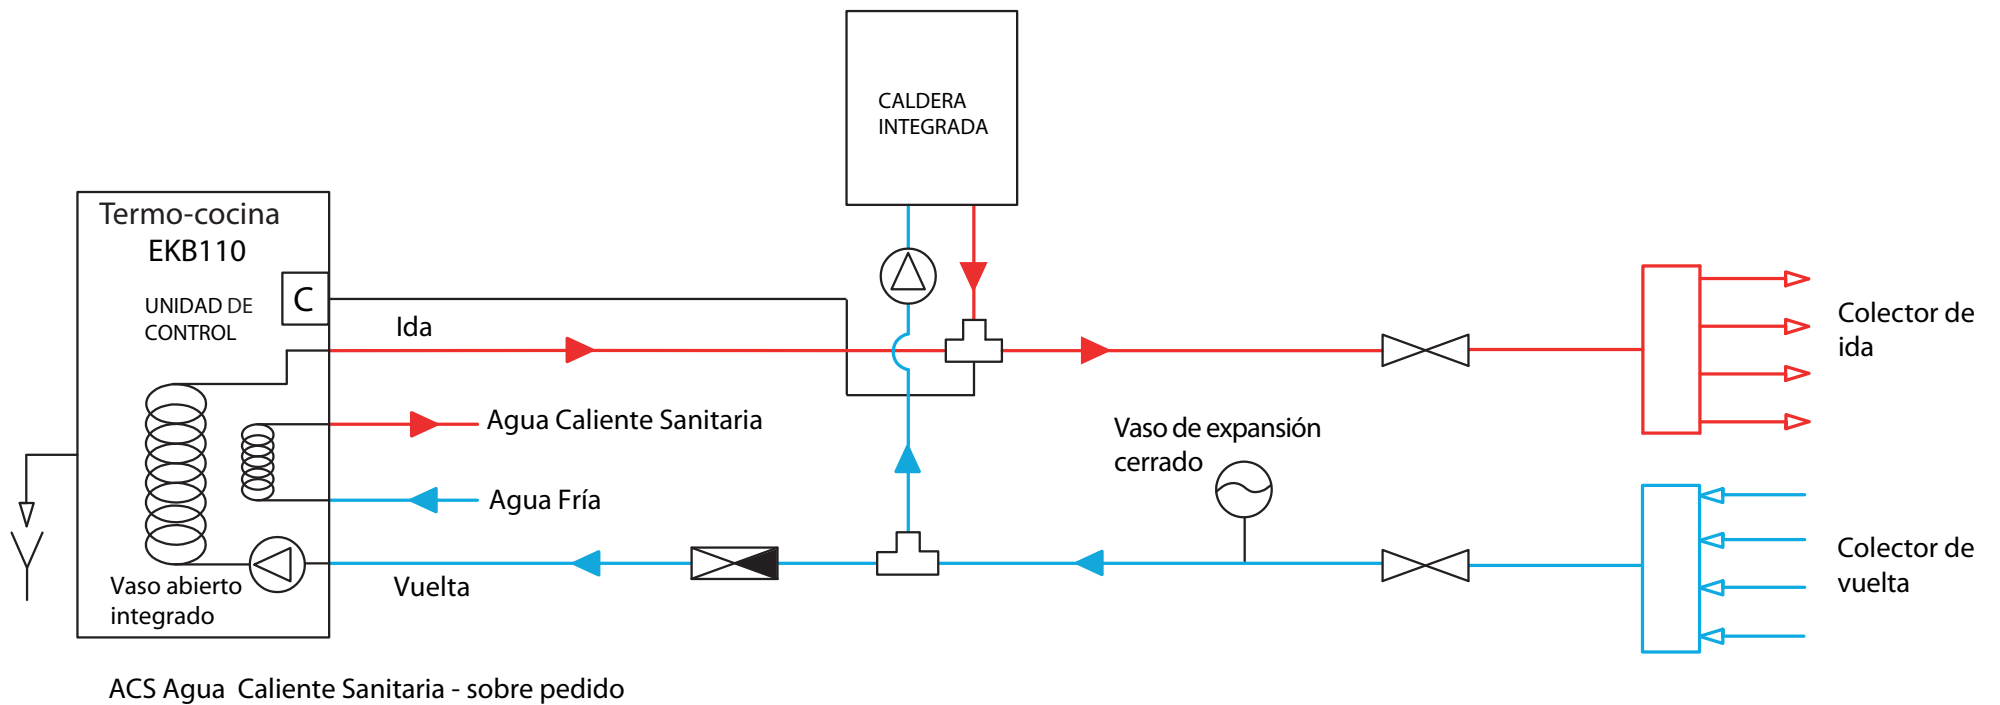 CALDERA
INTEGRADA
Termo-cocina
EKB110
UNIDAD DE
CONTROL
C
Ida
Agua Caliente Sanitaria
Agua Fría
Vuelta
Vaso abierto
integrado
Vaso de expansión
cerrado
Colector de
ida
Colector de
vuelta
ACS Agua Caliente Sanitaria - sobre pedido